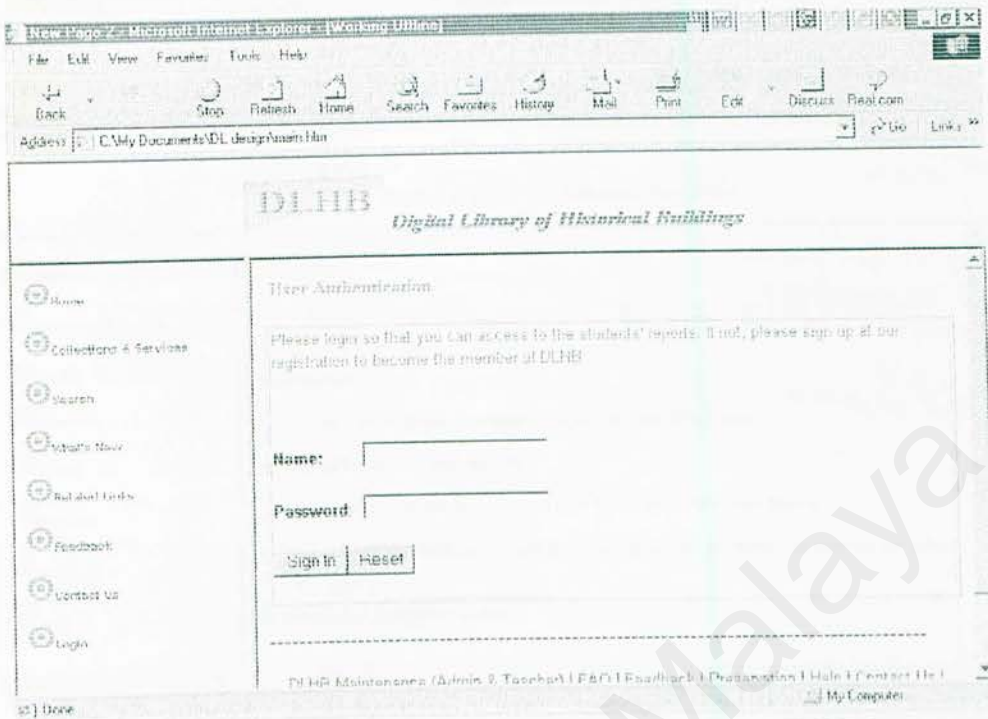 New Page 2 - Microsoft Internet Explorer - [Working Offline]
File Edit View Favorites Tools Help
Back Stop Refresh Home Search Favorites History Mail Print Edit Discuss Real.com
Address C:\My Documents\DL design\main.htm Go Links »
DLHB
Digital Library of Historical Buildings
Home
Collections & Services
Search
What's New
Related Links
Feedback
Contact Us
Login
User Authentication
Please login so that you can access to the students' reports. If not, please sign up at our
registration to become the member of DLHB
Name:
Password
Sign In Reset
DLHB Maintenance (Admin & Teacher) | FAQ | Feedback | | Help | Contact Us |
Done My Computer
Malaya